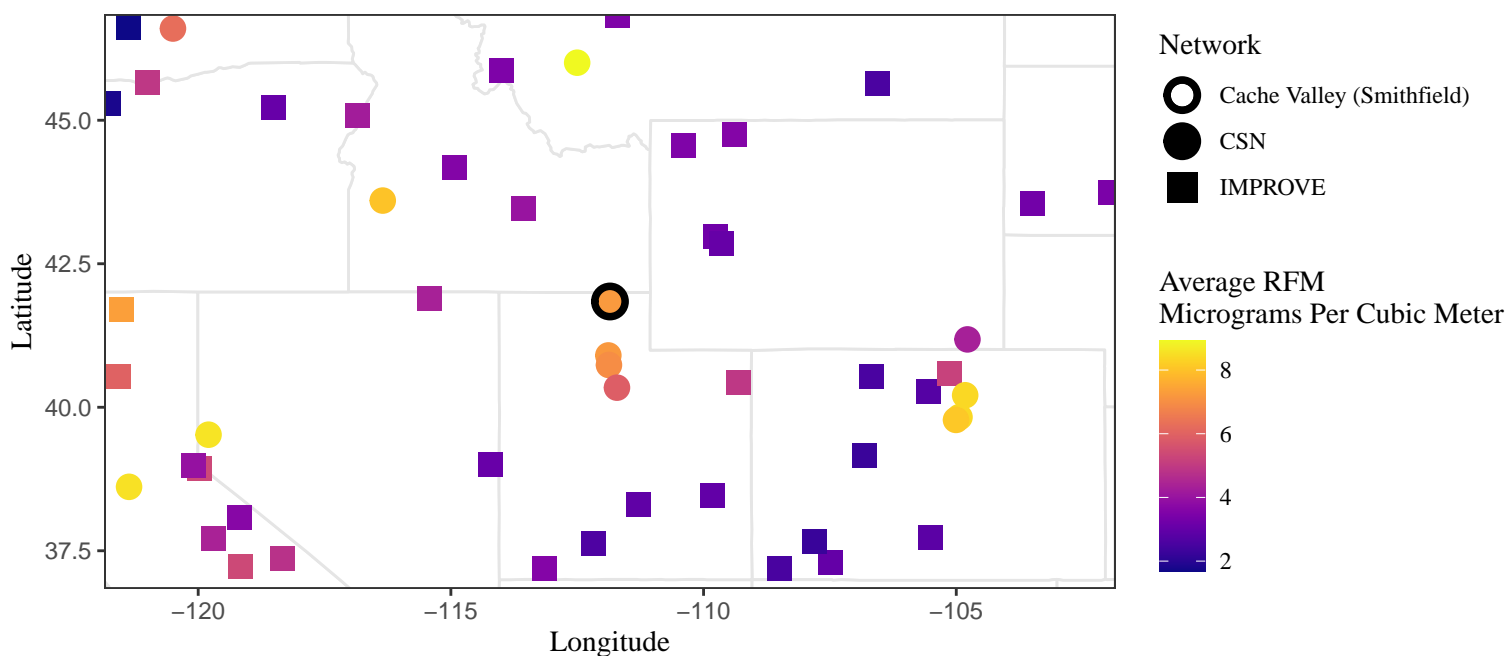 45.0
42.5
40.0
37.5
Latitude
−120
−115
−110
−105
Longitude
Network
Cache Valley (Smithfield)
CSN
IMPROVE
Average RFM
Micrograms Per Cubic Meter
8
6
4
2